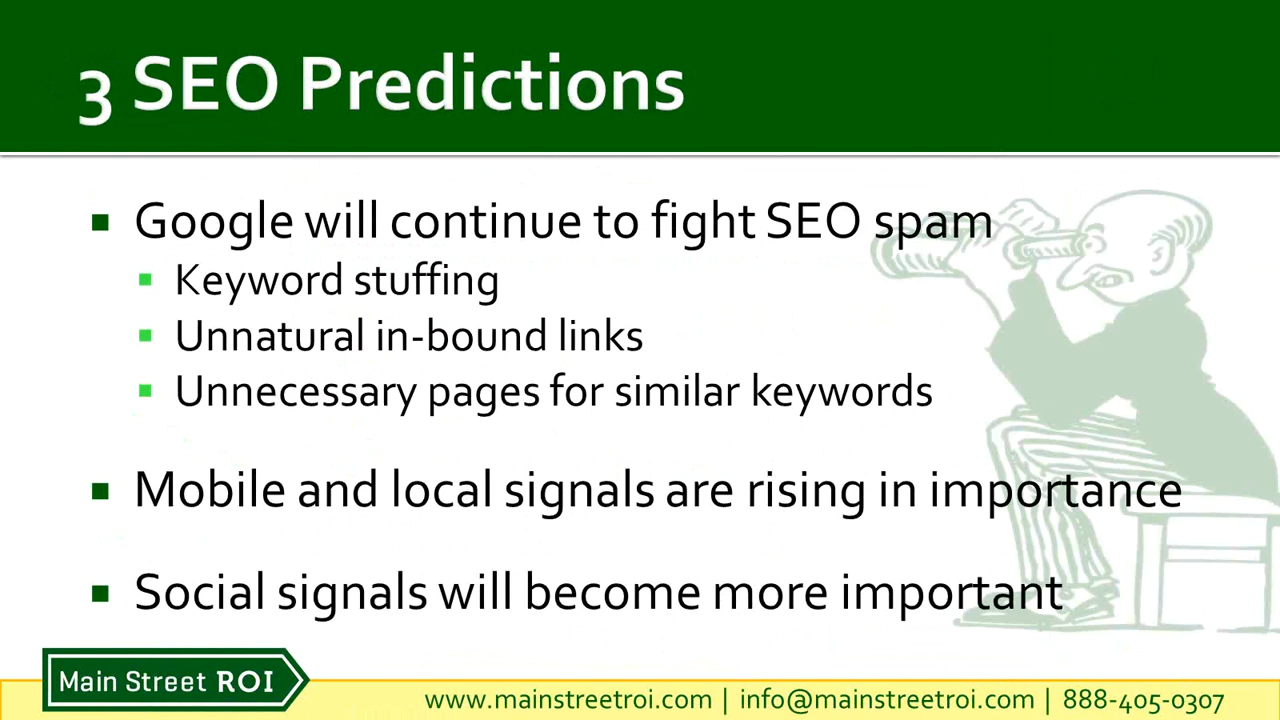 3 SEO Predictions
Google will continue to fight SEO spam
Keyword stuffing
Unnatural in-bound links
Unnecessary pages for similar keywords
Mobile and local signals are rising in importance
Social signals will become more important
Main Street ROI
www.mainstreetroi.com | info@mainstreetroi.com | 888-405-0307